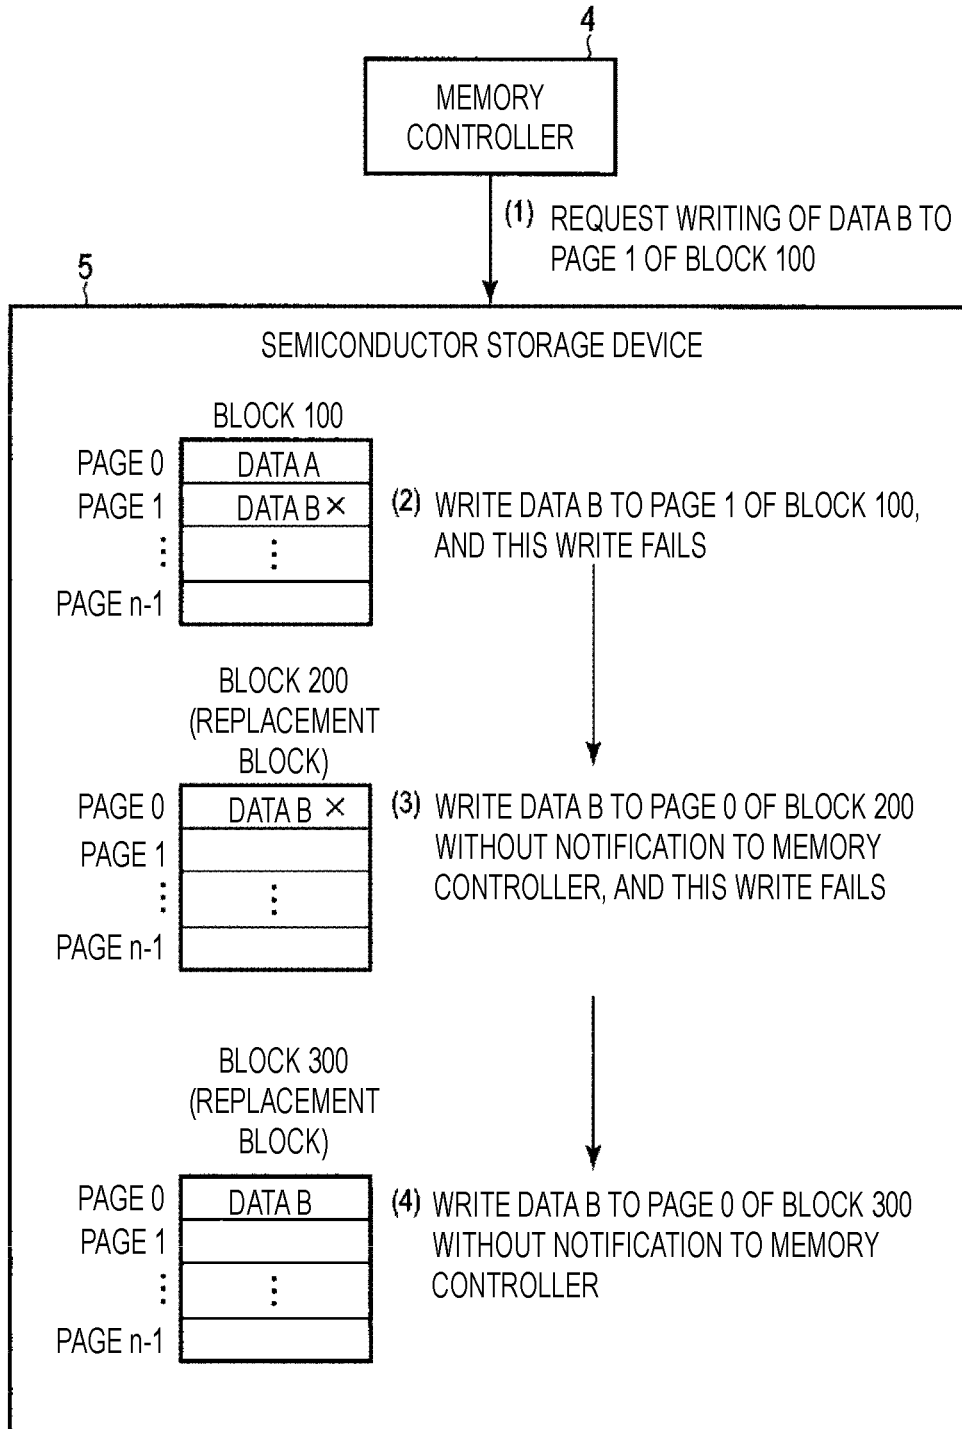 4
MEMORY
CONTROLLER
(1) REQUEST WRITING OF DATA B TO
PAGE 1 OF BLOCK 100
5
SEMICONDUCTOR STORAGE DEVICE
BLOCK 100
PAGE 0 DATA A
PAGE 1 DATA B × (2) WRITE DATA B TO PAGE 1 OF BLOCK 100,
⋮ ⋮ AND THIS WRITE FAILS
PAGE n-1
BLOCK 200
(REPLACEMENT
BLOCK)
PAGE 0 DATA B × (3) WRITE DATA B TO PAGE 0 OF BLOCK 200
PAGE 1 WITHOUT NOTIFICATION TO MEMORY
⋮ ⋮ CONTROLLER, AND THIS WRITE FAILS
PAGE n-1
BLOCK 300
(REPLACEMENT
BLOCK)
PAGE 0 DATA B (4) WRITE DATA B TO PAGE 0 OF BLOCK 300
PAGE 1 WITHOUT NOTIFICATION TO MEMORY
⋮ ⋮ CONTROLLER
PAGE n-1